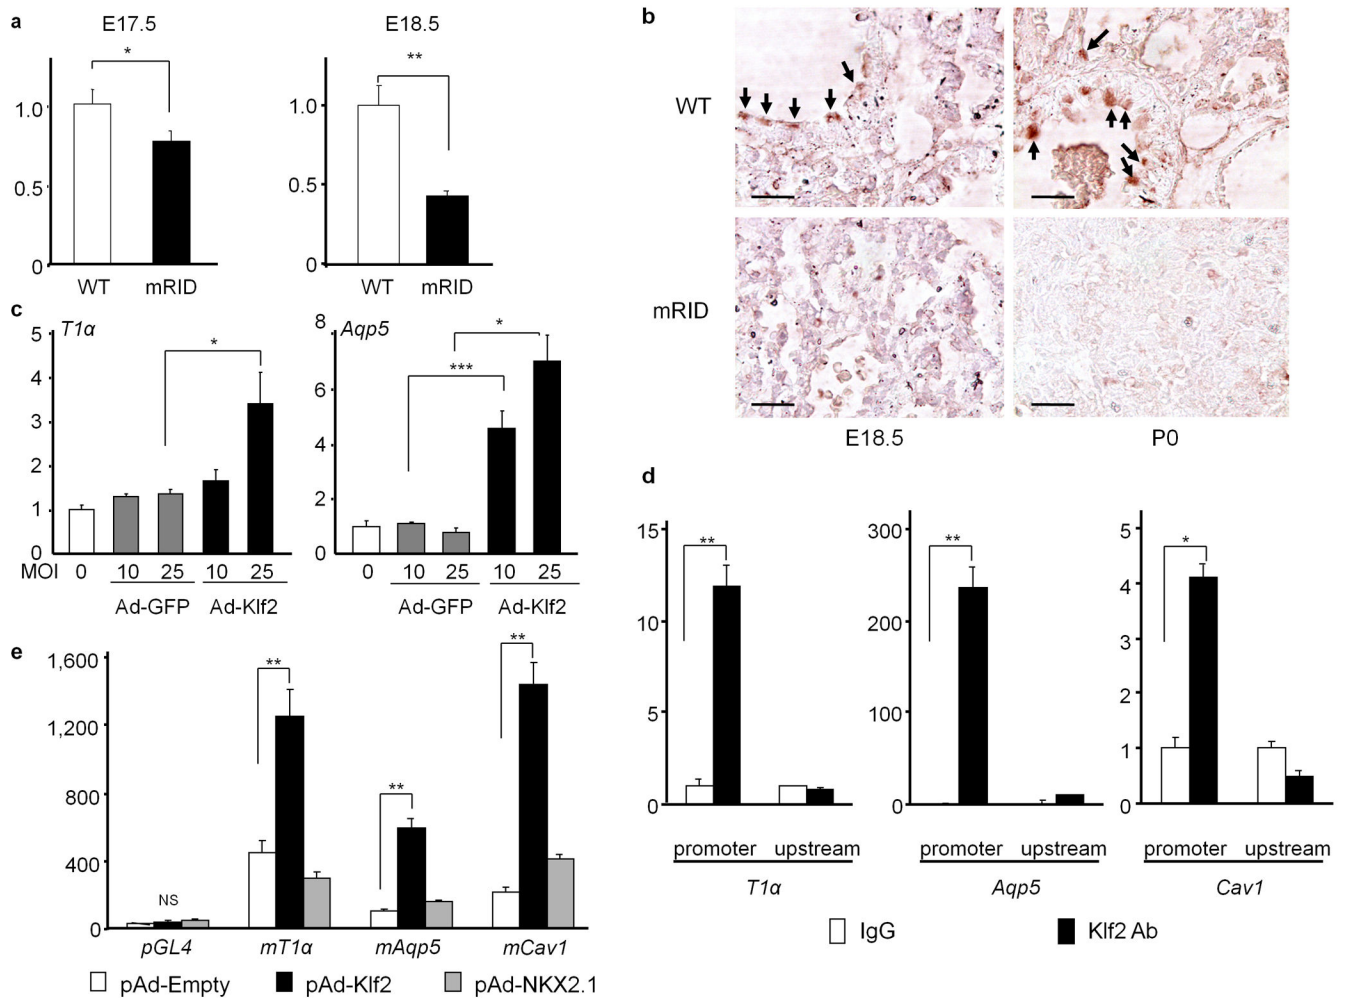 a
E17.5
E18.5
*
**
1.0
0.5
0
WT
mRID
1.0
0.5
0
WT
mRID
b
WT
mRID
E18.5
P0
c
T1α
*
5
4
3
2
1
0
MOI
0
10
25
10
25
Ad-GFP
Ad-Klf2
Aqp5
*
***
8
6
4
2
0
0
10
25
10
25
Ad-GFP
Ad-Klf2
d
15
10
5
0
**
promoter
upstream
T1α
300
200
100
0
**
promoter
upstream
Aqp5
5
4
3
2
1
0
*
promoter
upstream
Cav1
IgG
Klf2 Ab
e
1,600
1,200
800
400
0
NS
**
**
**
pGL4
mT1α
mAqp5
mCav1
pAd-Empty
pAd-Klf2
pAd-NKX2.1